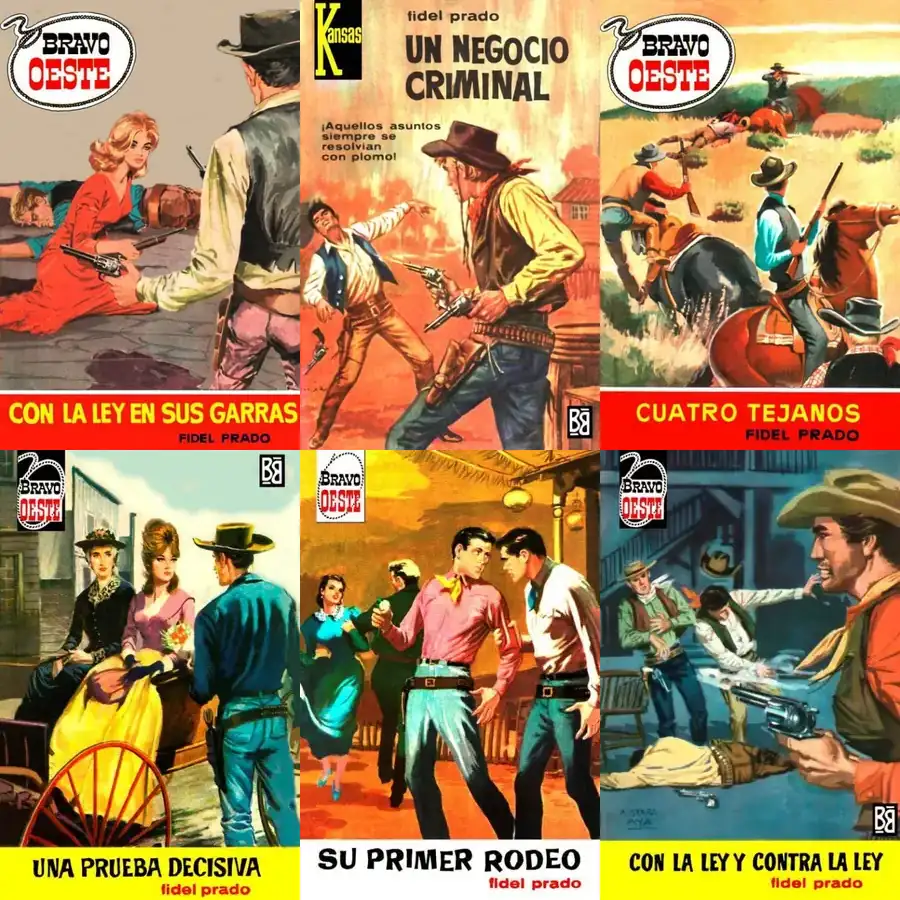 BRAVO
OESTE
CON LA LEY EN SUS GARRAS
FIDEL PRADO
Kansas
fidel prado
UN NEGOCIO
CRIMINAL
¡Aquellos asuntos
siempre se
resolvían
con plomo!
BB
BRAVO
OESTE
CUATRO TEJANOS
FIDEL PRADO
BRAVO
OESTE
BB
UNA PRUEBA DECISIVA
fidel prado
BRAVO
OESTE
SU PRIMER RODEO
fidel prado
BRAVO
OESTE
BB
CON LA LEY Y CONTRA LA LEY
fidel prado